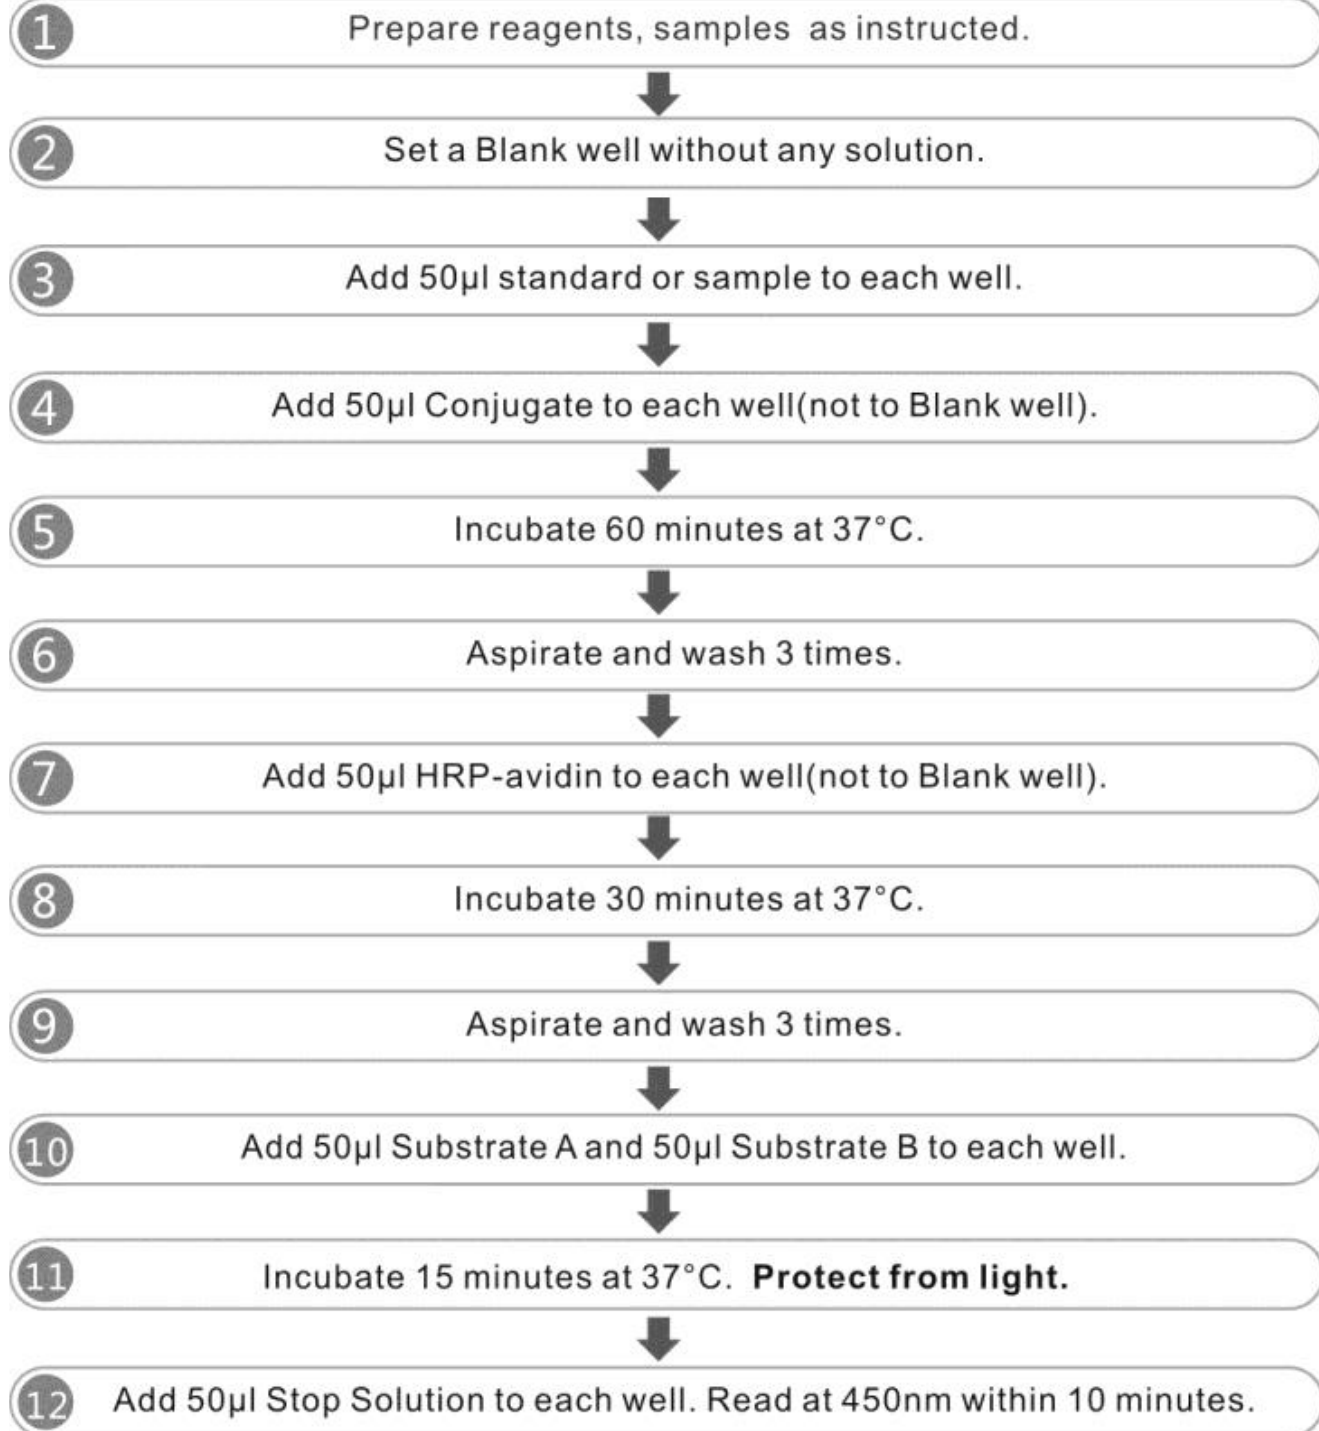 1 Prepare reagents, samples as instructed.
2 Set a Blank well without any solution.
3 Add 50μl standard or sample to each well.
4 Add 50μl Conjugate to each well(not to Blank well).
5 Incubate 60 minutes at 37°C.
6 Aspirate and wash 3 times.
7 Add 50μl HRP-avidin to each well(not to Blank well).
8 Incubate 30 minutes at 37°C.
9 Aspirate and wash 3 times.
10 Add 50μl Substrate A and 50μl Substrate B to each well.
11 Incubate 15 minutes at 37°C. Protect from light.
12 Add 50μl Stop Solution to each well. Read at 450nm within 10 minutes.